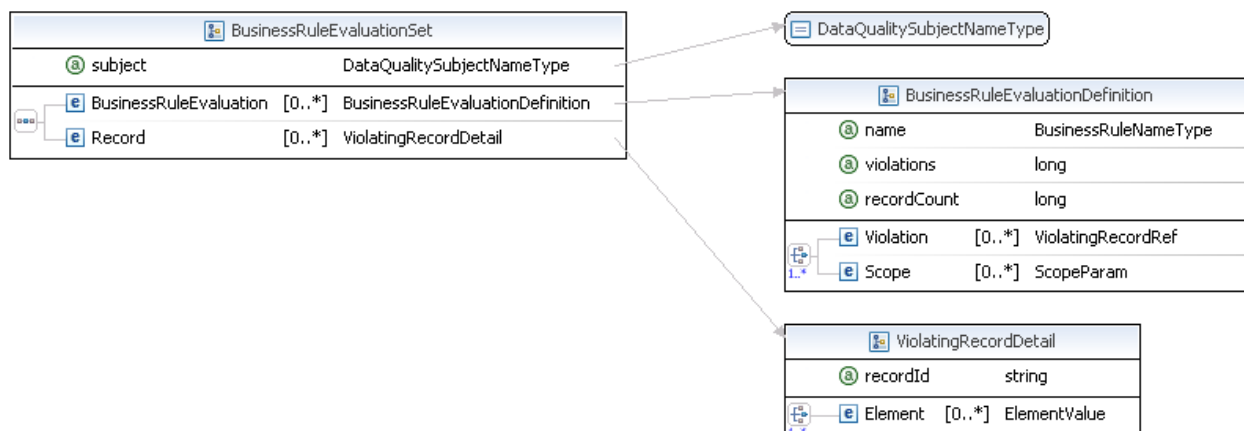 BusinessRuleEvaluationSet
a subject DataQualitySubjectNameType
e BusinessRuleEvaluation [0..*] BusinessRuleEvaluationDefinition
e Record [0..*] ViolatingRecordDetail
DataQualitySubjectNameType
BusinessRuleEvaluationDefinition
a name BusinessRuleNameType
a violations long
a recordCount long
e Violation [0..*] ViolatingRecordRef
1..*
e Scope [0..*] ScopeParam
ViolatingRecordDetail
a recordId string
e Element [0..*] ElementValue